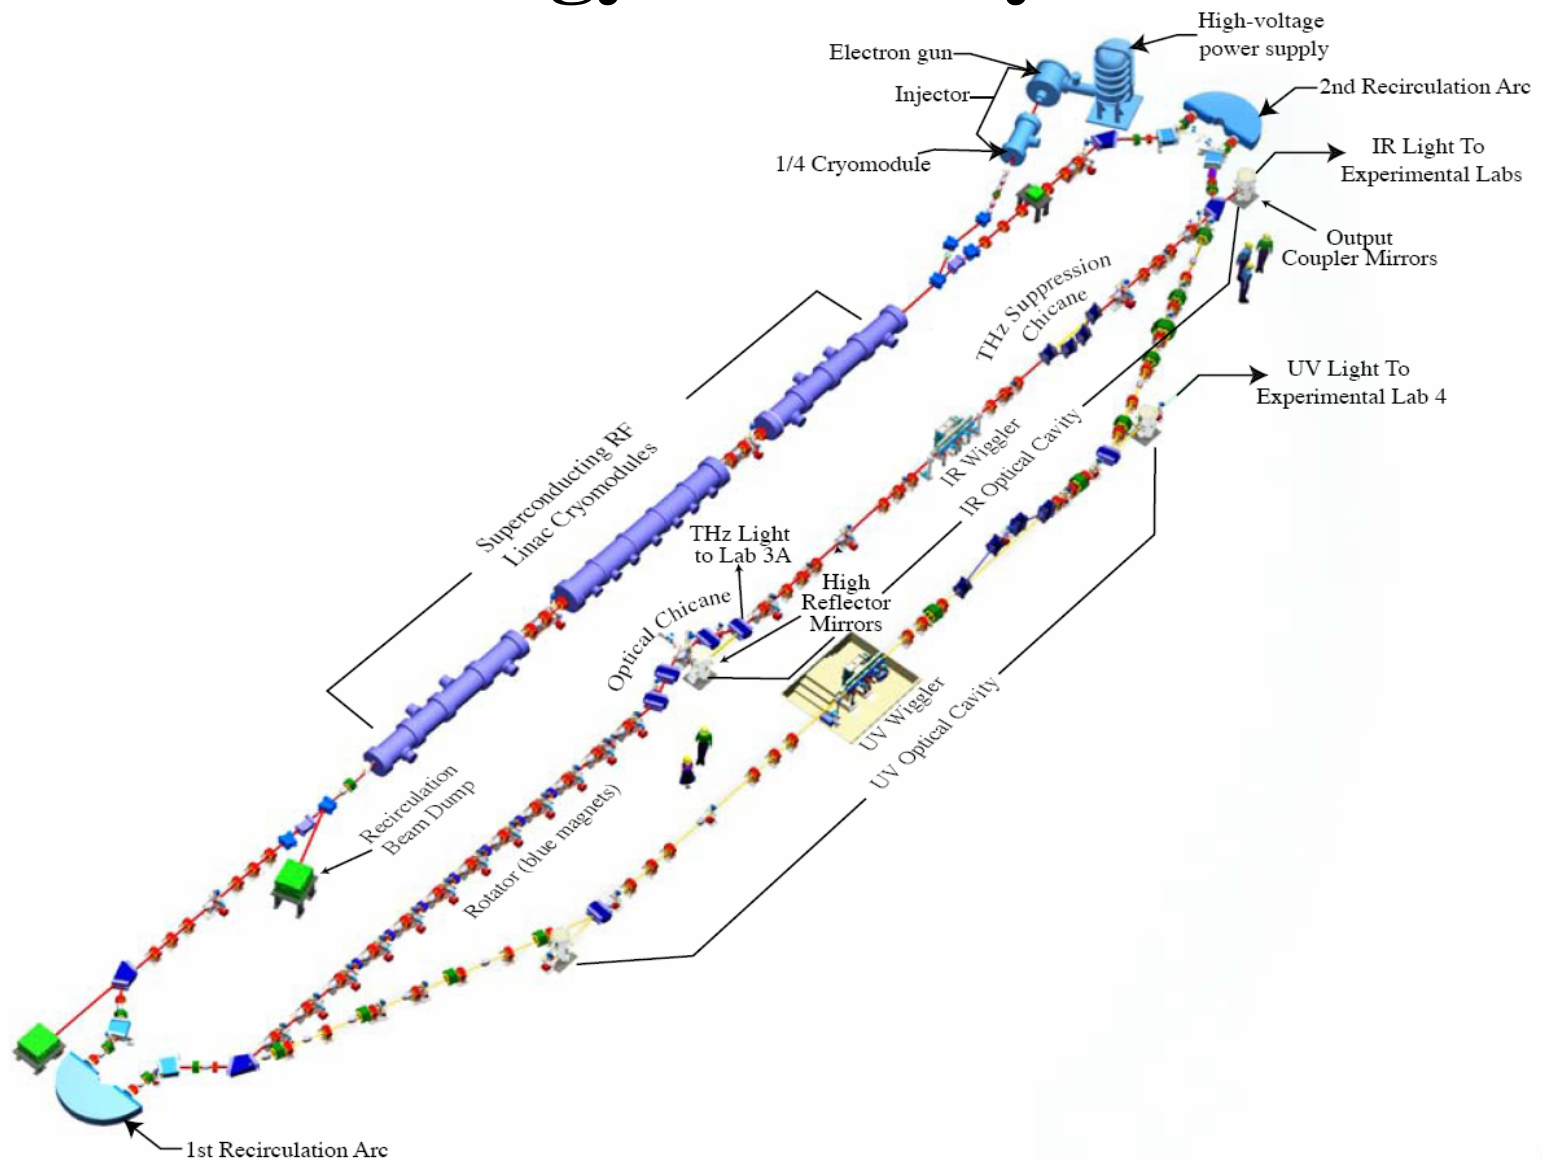 High-voltage
power supply
Electron gun
Injector
2nd Recirculation Arc
1/4 Cryomodule
IR Light To
Experimental Labs
Output
Coupler Mirrors
THz Suppression
Chicane
UV Light To
Experimental Lab 4
IR Wiggler
IR Optical Cavity
Superconducting RF
Linac Cryomodules
THz Light
to Lab 3A
High
Reflector
Mirrors
Optical Chicane
UV Wiggler
UV Optical Cavity
Recirculation
Beam Dump
Rotator (blue magnets)
1st Recirculation Arc